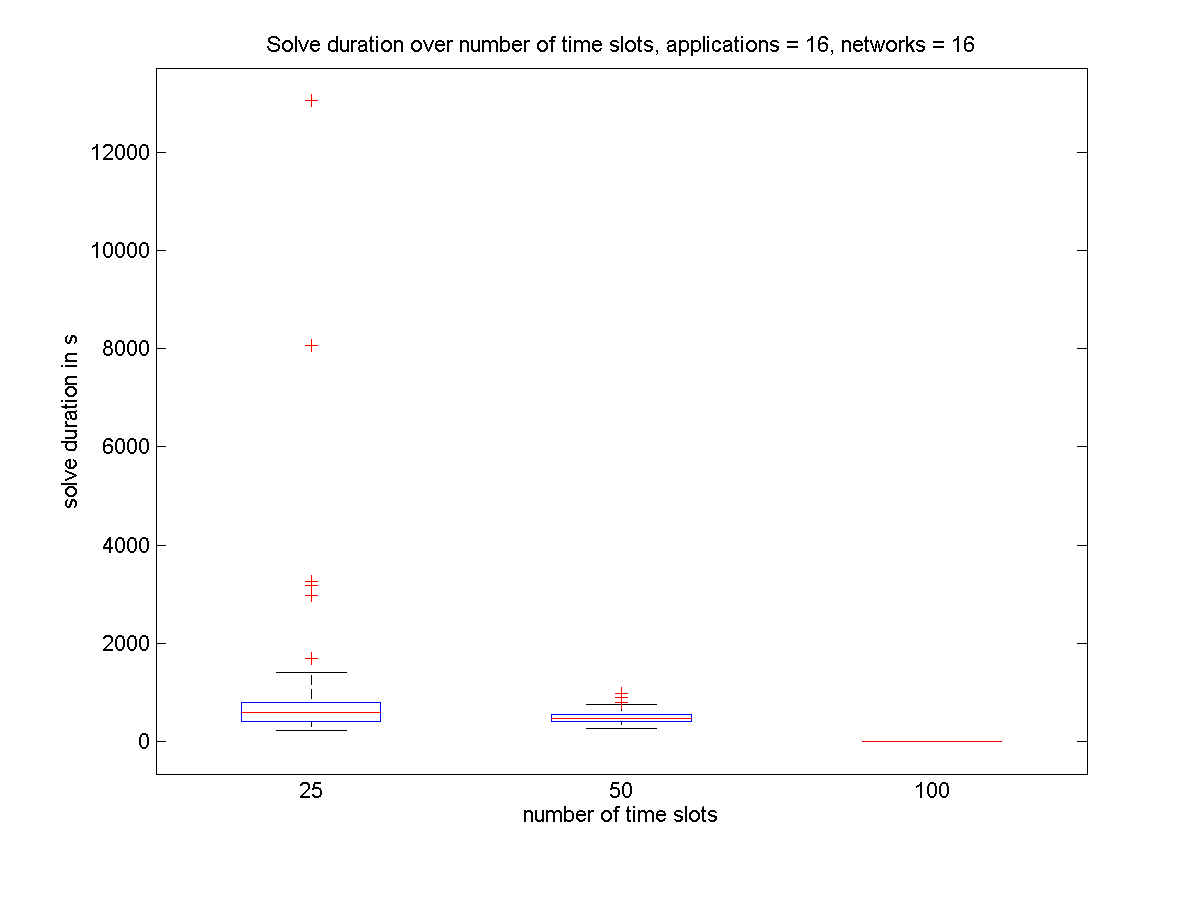 Solve duration over number of time slots, applications = 16, networks = 16
12000
10000
8000
6000
4000
2000
0
solve duration in s
25 50 100
number of time slots